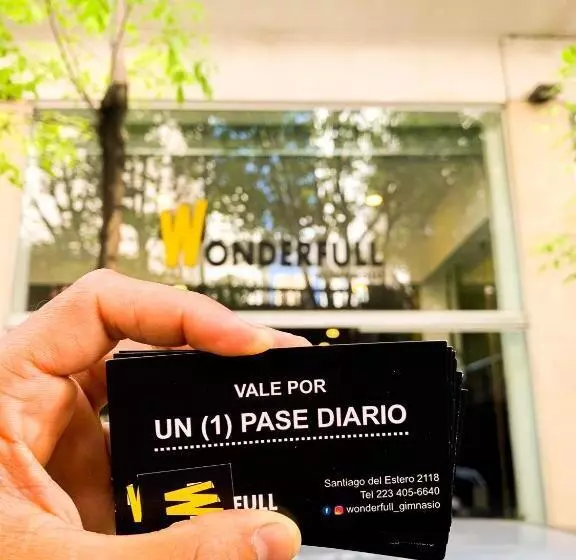 WONDERFULL
VALE POR
UN (1) PASE DIARIO
Santiago del Estero 2118
Tel 223 405-6640
wonderfull_gimnasio
FULL